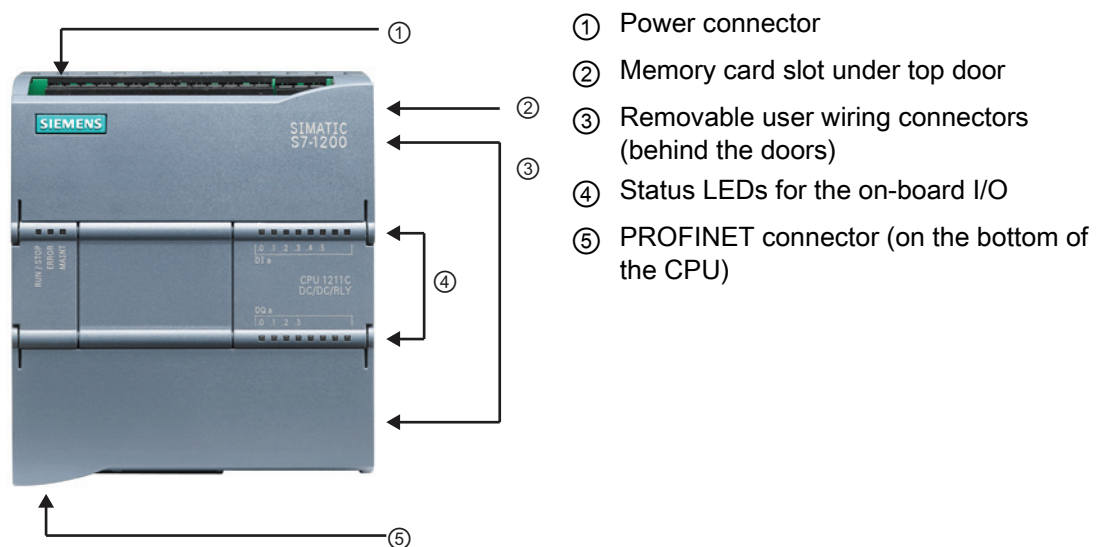 ①
① Power connector
② Memory card slot under top door
③ Removable user wiring connectors
(behind the doors)
④ Status LEDs for the on-board I/O
⑤ PROFINET connector (on the bottom of
the CPU)
②
③
SIEMENS
SIMATIC
S7-1200
RUN / STOP
ERROR
MAINT
.0 .1 .2 .3 .4 .5
DI a
CPU 1211C
DC/DC/RLY
④
DQ a
.0 .1 .2 .3
⑤